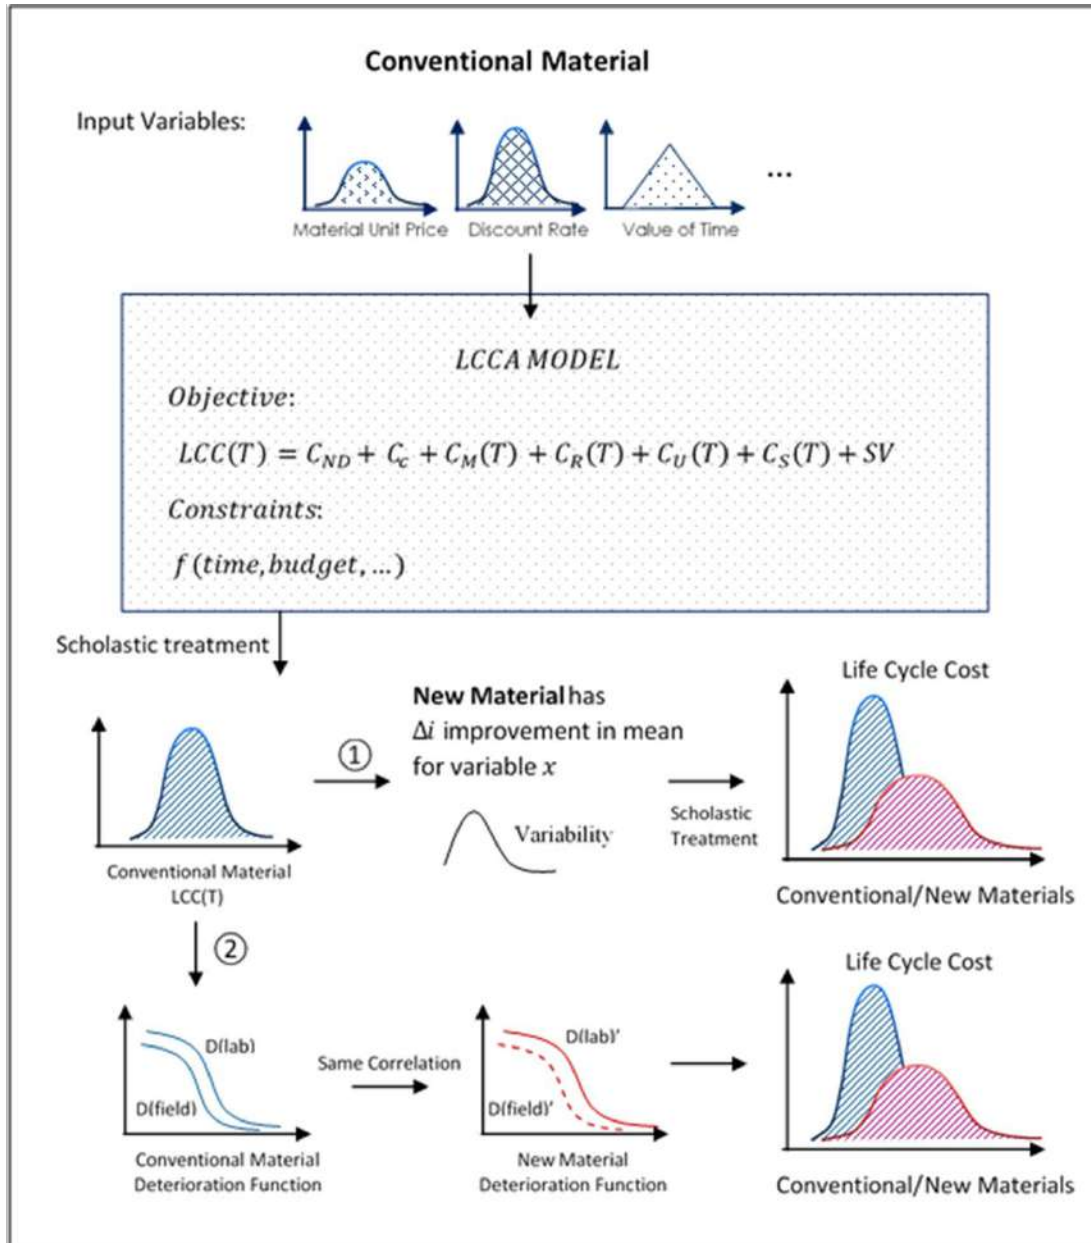 Conventional Material
Input Variables:
...
Material Unit Price
Discount Rate
Value of Time
LCCA MODEL
Objective:
LCC(T) = C_ND + C_c + C_M(T) + C_R(T) + C_U(T) + C_S(T) + SV
Constraints:
f(time,budget,...)
Scholastic treatment
Conventional Material
LCC(T)
①
New Material has
Δi improvement in mean
for variable x
Variability
Scholastic
Treatment
Life Cycle Cost
Conventional/New Materials
②
D(lab)
D(field)
Conventional Material
Deterioration Function
Same Correlation
D(lab)'
D(field)'
New Material
Deterioration Function
Life Cycle Cost
Conventional/New Materials